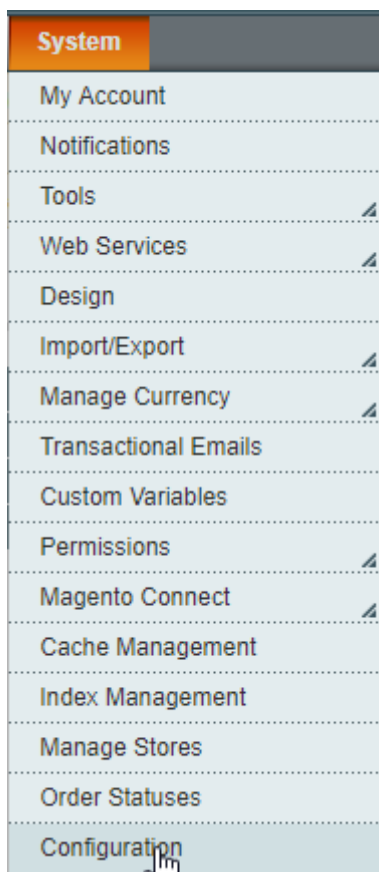 System
My Account
Notifications
Tools
Web Services
Design
Import/Export
Manage Currency
Transactional Emails
Custom Variables
Permissions
Magento Connect
Cache Management
Index Management
Manage Stores
Order Statuses
Configuration